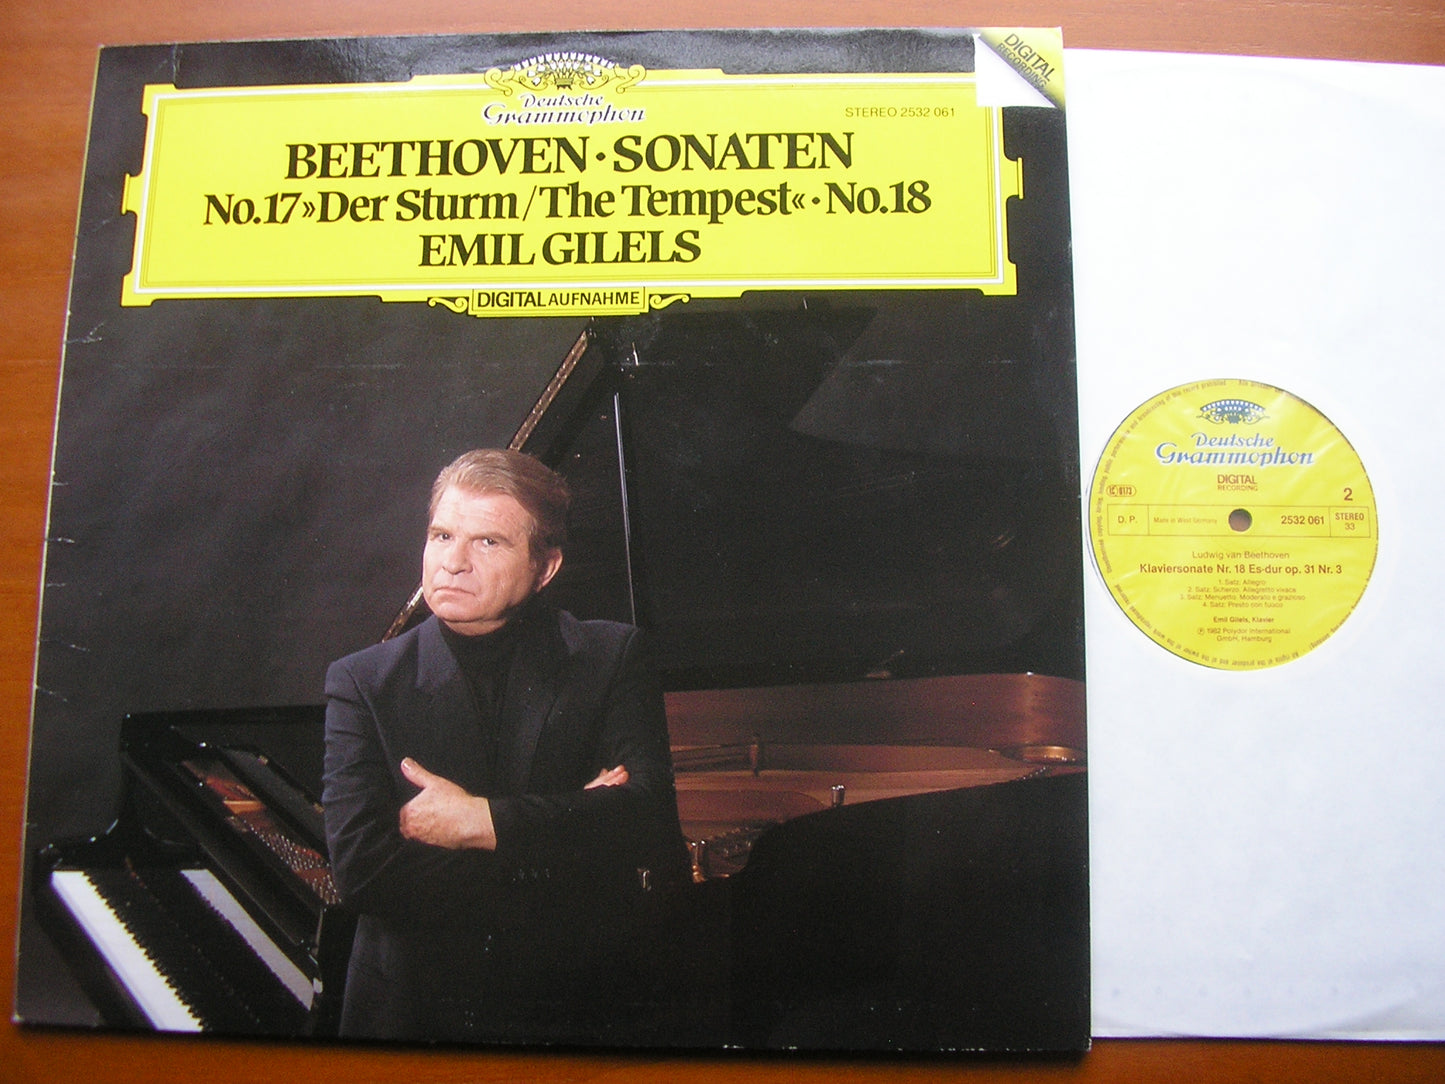 DIGITAL
RECORDING
Deutsche
Grammophon
STEREO 2532 061
BEETHOVEN · SONATEN
No.17 »Der Sturm/The Tempest« · No.18
EMIL GILELS
DIGITAL AUFNAHME
Deutsche
Grammophon
DIGITAL
RECORDING
2
D. P.
Made in West Germany
2532 061
STEREO
33
Ludwig van Beethoven
Klaviersonate Nr. 18 Es-dur op. 31 Nr. 3
1. Satz: Allegro
2. Satz: Scherzo. Allegretto vivace
3. Satz: Menuetto. Moderato e grazioso
4. Satz: Presto con fuoco
Emil Gilels, Klavier
℗ 1982 Polydor International
GmbH, Hamburg